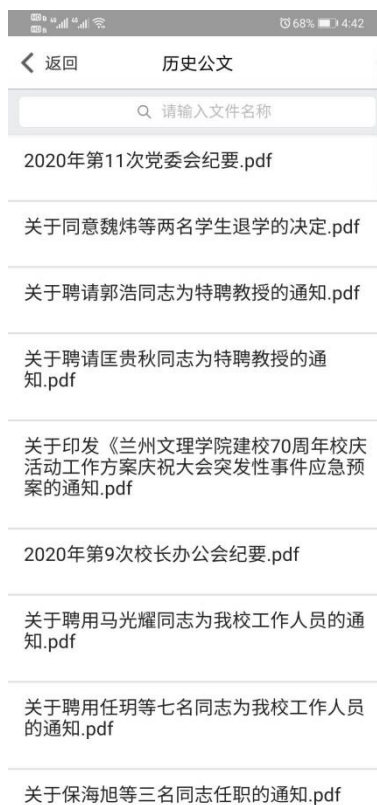 68% 4:42
返回
历史公文
请输入文件名称
2020年第11次党委会纪要.pdf
关于同意魏炜等两名学生退学的决定.pdf
关于聘请郭浩同志为特聘教授的通知.pdf
关于聘请匡贵秋同志为特聘教授的通
知.pdf
关于印发《兰州文理学院建校70周年校庆
活动工作方案庆祝大会突发性事件应急预
案的通知.pdf
2020年第9次校长办公会纪要.pdf
关于聘用马光耀同志为我校工作人员的通
知.pdf
关于聘用任玥等七名同志为我校工作人员
的通知.pdf
关于保海旭等三名同志任职的通知.pdf